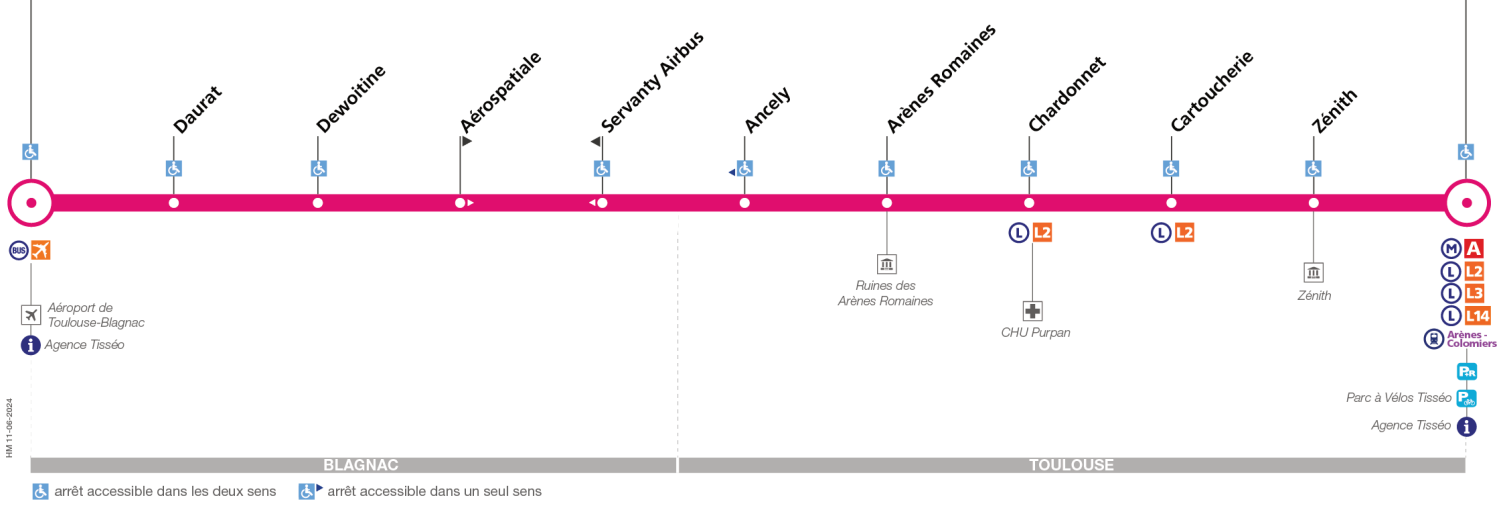 Daurat
Dewoitine
Aérospatiale
Servanty Airbus
Ancely
Arènes Romaines
Chardonnet
Cartoucherie
Zénith
BUS
Aéroport de
Toulouse-Blagnac
i Agence Tisséo
Ruines des
Arènes Romaines
L L2
CHU Purpan
L L2
Zénith
M A
L L2
L L3
L L14
Arènes -
Colomiers
P+R
Parc à Vélos Tisséo P
Agence Tisséo i
HM 11-06-2024
BLAGNAC
TOULOUSE
arrêt accessible dans les deux sens
arrêt accessible dans un seul sens